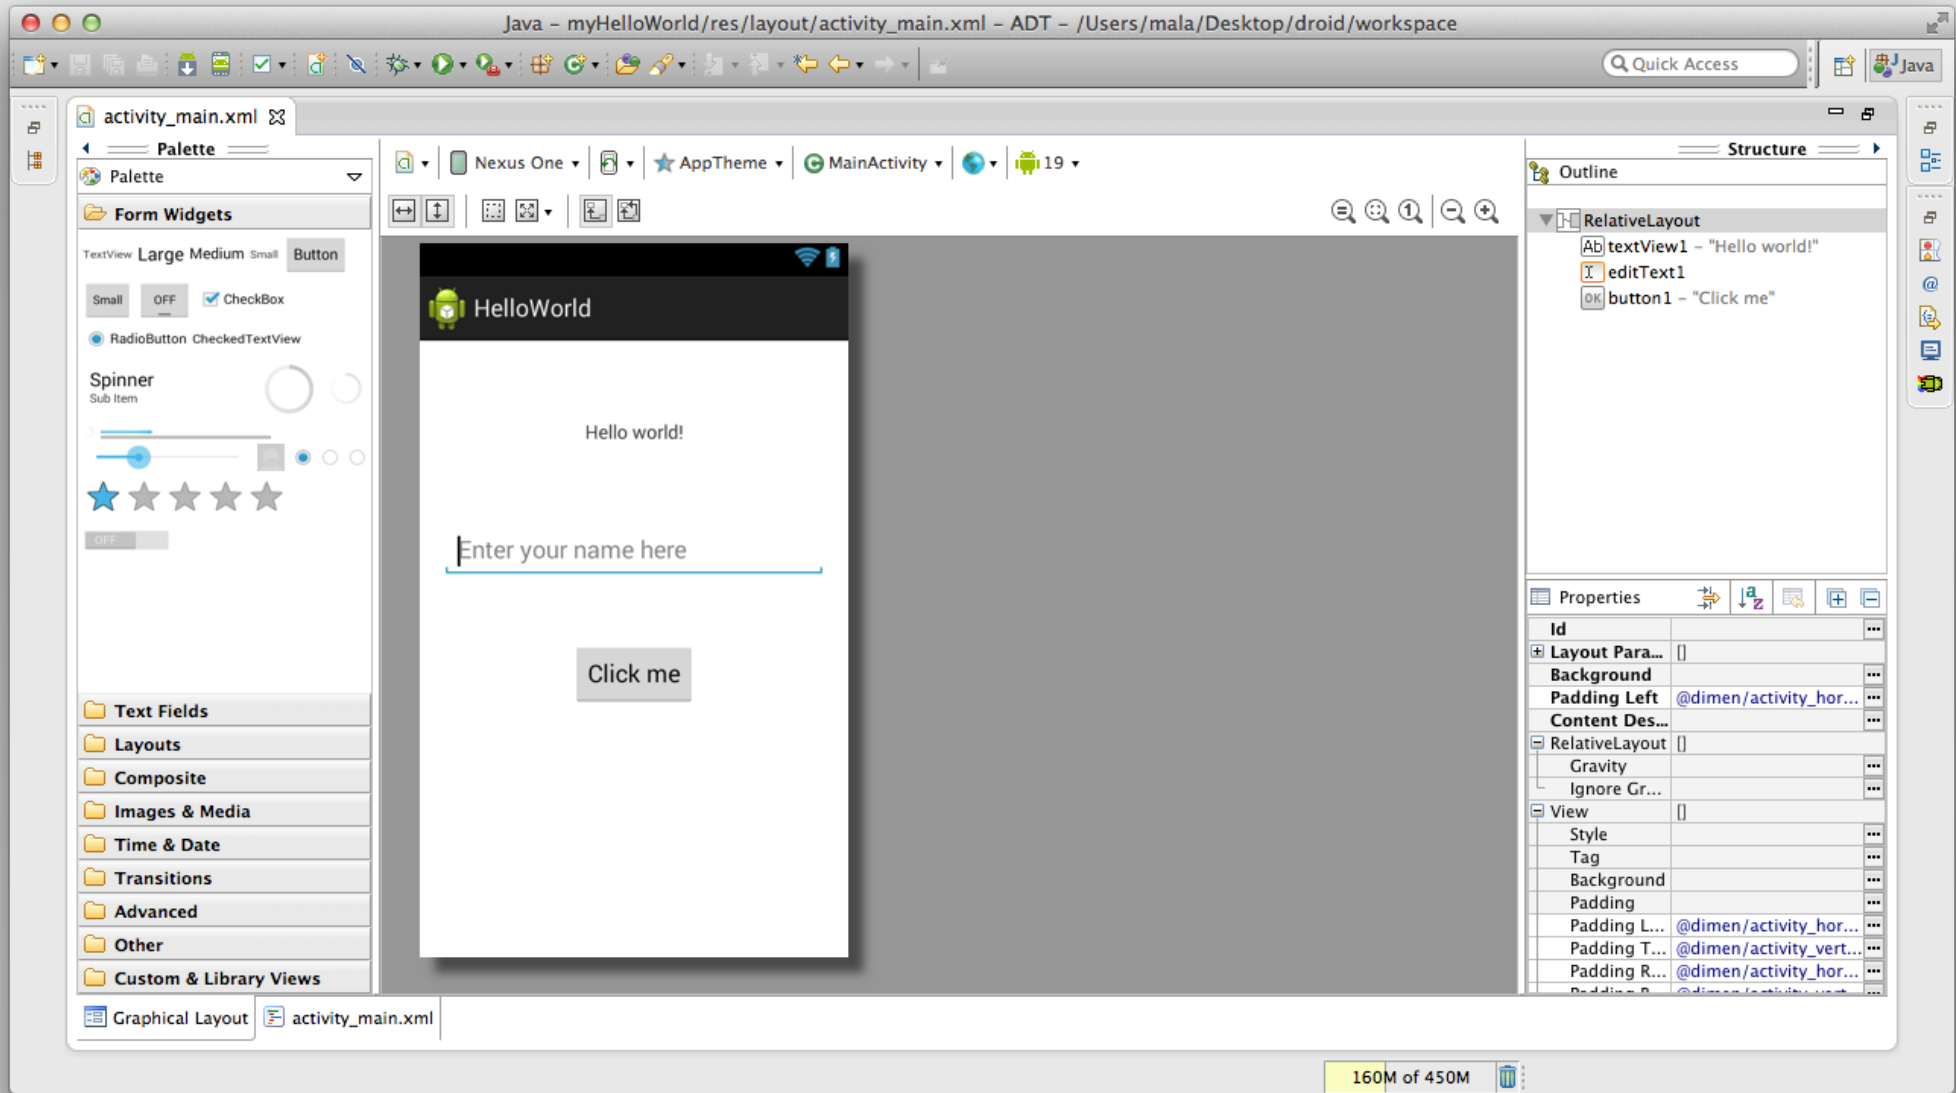 Java – myHelloWorld/res/layout/activity_main.xml – ADT – /Users/mala/Desktop/droid/workspace
Quick Access
Java
activity_main.xml
Palette
Palette
Form Widgets
TextView Large Medium Small Button
Small OFF CheckBox
RadioButton CheckedTextView
Spinner
Sub Item
OFF
Text Fields
Layouts
Composite
Images & Media
Time & Date
Transitions
Advanced
Other
Custom & Library Views
Graphical Layout
activity_main.xml
Nexus One
AppTheme
MainActivity
19
HelloWorld
Hello world!
Enter your name here
Click me
Structure
Outline
RelativeLayout
Ab textView1 – "Hello world!"
I editText1
OK button1 – "Click me"
Properties
Id
Layout Para... []
Background
Padding Left @dimen/activity_hor...
Content Des...
RelativeLayout []
Gravity
Ignore Gr...
View []
Style
Tag
Background
Padding
Padding L... @dimen/activity_hor...
Padding T... @dimen/activity_vert...
Padding R... @dimen/activity_hor...
160M of 450M